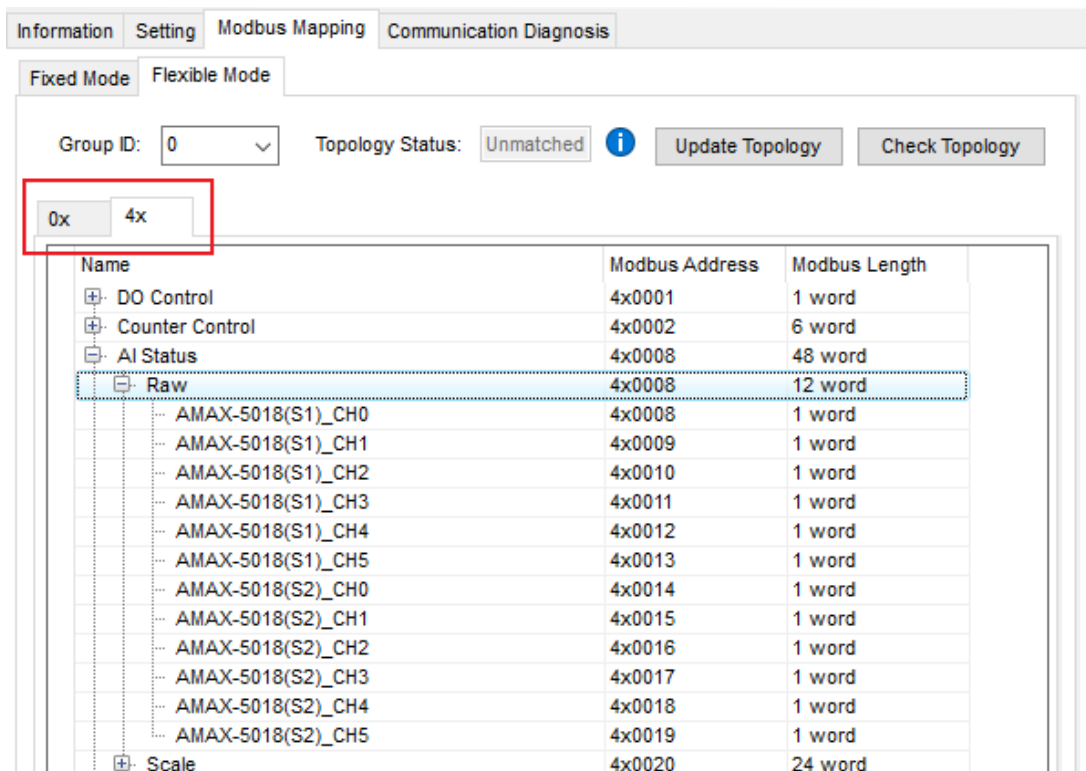 Information Setting Modbus Mapping Communication Diagnosis
Fixed Mode Flexible Mode
Group ID: 0 Topology Status: Unmatched i Update Topology Check Topology
0x 4x
Name Modbus Address Modbus Length
DO Control 4x0001 1 word
Counter Control 4x0002 6 word
AI Status 4x0008 48 word
Raw 4x0008 12 word
AMAX-5018(S1)_CH0 4x0008 1 word
AMAX-5018(S1)_CH1 4x0009 1 word
AMAX-5018(S1)_CH2 4x0010 1 word
AMAX-5018(S1)_CH3 4x0011 1 word
AMAX-5018(S1)_CH4 4x0012 1 word
AMAX-5018(S1)_CH5 4x0013 1 word
AMAX-5018(S2)_CH0 4x0014 1 word
AMAX-5018(S2)_CH1 4x0015 1 word
AMAX-5018(S2)_CH2 4x0016 1 word
AMAX-5018(S2)_CH3 4x0017 1 word
AMAX-5018(S2)_CH4 4x0018 1 word
AMAX-5018(S2)_CH5 4x0019 1 word
Scale 4x0020 24 word